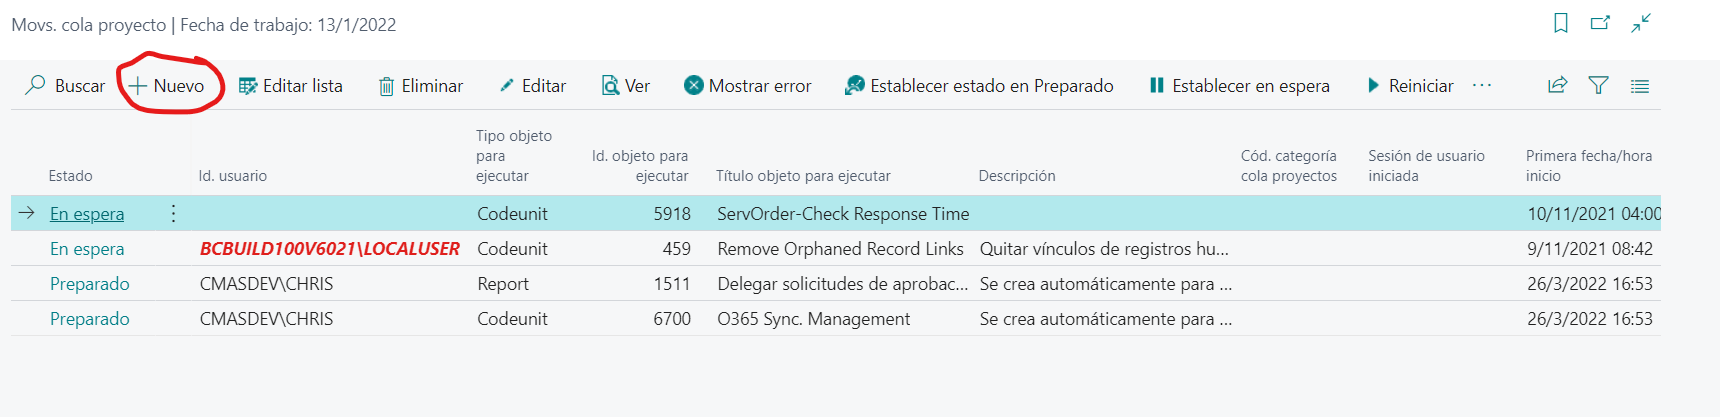 Movs. cola proyecto | Fecha de trabajo: 13/1/2022
Buscar Nuevo Editar lista Eliminar Editar Ver Mostrar error Establecer estado en Preparado Establecer en espera Reiniciar ...
Estado Id. usuario Tipo objeto para ejecutar Id. objeto para ejecutar Título objeto para ejecutar Descripción Cód. categoría cola proyectos Sesión de usuario iniciada Primera fecha/hora inicio
En espera Codeunit 5918 ServOrder-Check Response Time 10/11/2021 04:00
En espera BCBUILD100V6021\LOCALUSER Codeunit 459 Remove Orphaned Record Links Quitar vínculos de registros hu... 9/11/2021 08:42
Preparado CMASDEV\CHRIS Report 1511 Delegar solicitudes de aprobac... Se crea automáticamente para ... 26/3/2022 16:53
Preparado CMASDEV\CHRIS Codeunit 6700 O365 Sync. Management Se crea automáticamente para ... 26/3/2022 16:53